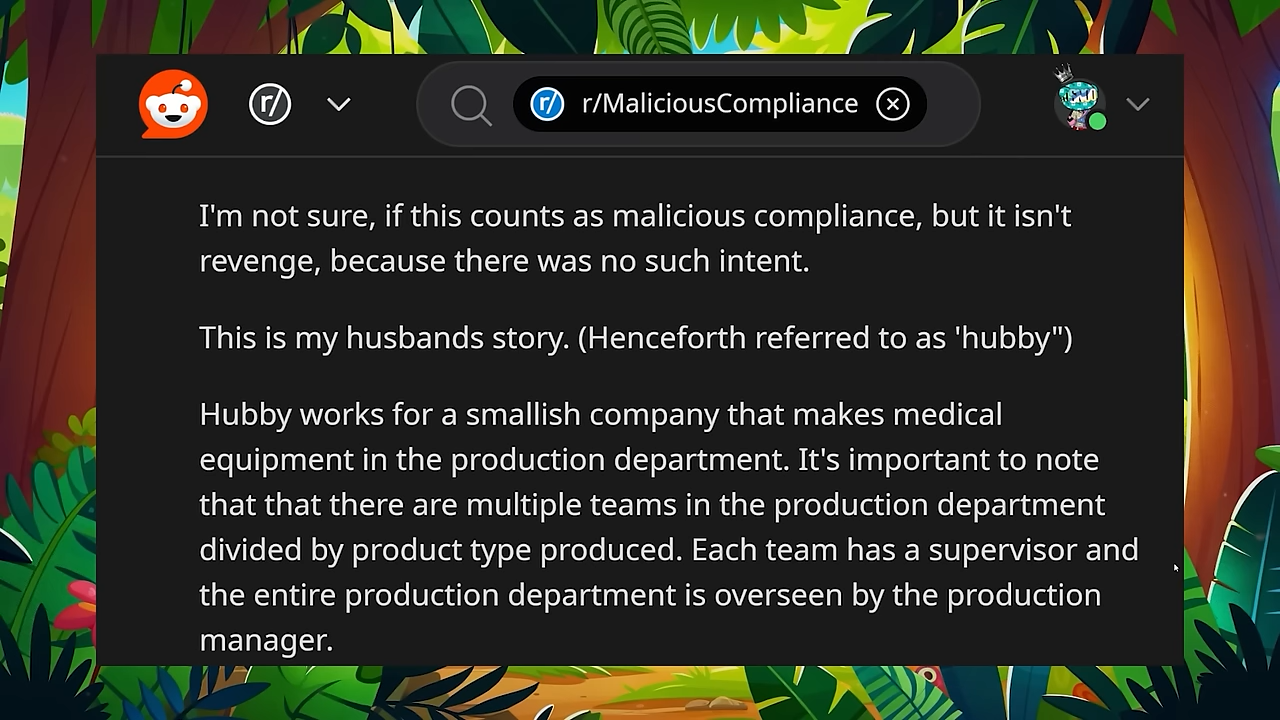 r/ r/MaliciousCompliance
I'm not sure, if this counts as malicious compliance, but it isn't
revenge, because there was no such intent.
This is my husbands story. (Henceforth referred to as 'hubby")
Hubby works for a smallish company that makes medical
equipment in the production department. It's important to note
that that there are multiple teams in the production department
divided by product type produced. Each team has a supervisor and
the entire production department is overseen by the production
manager.